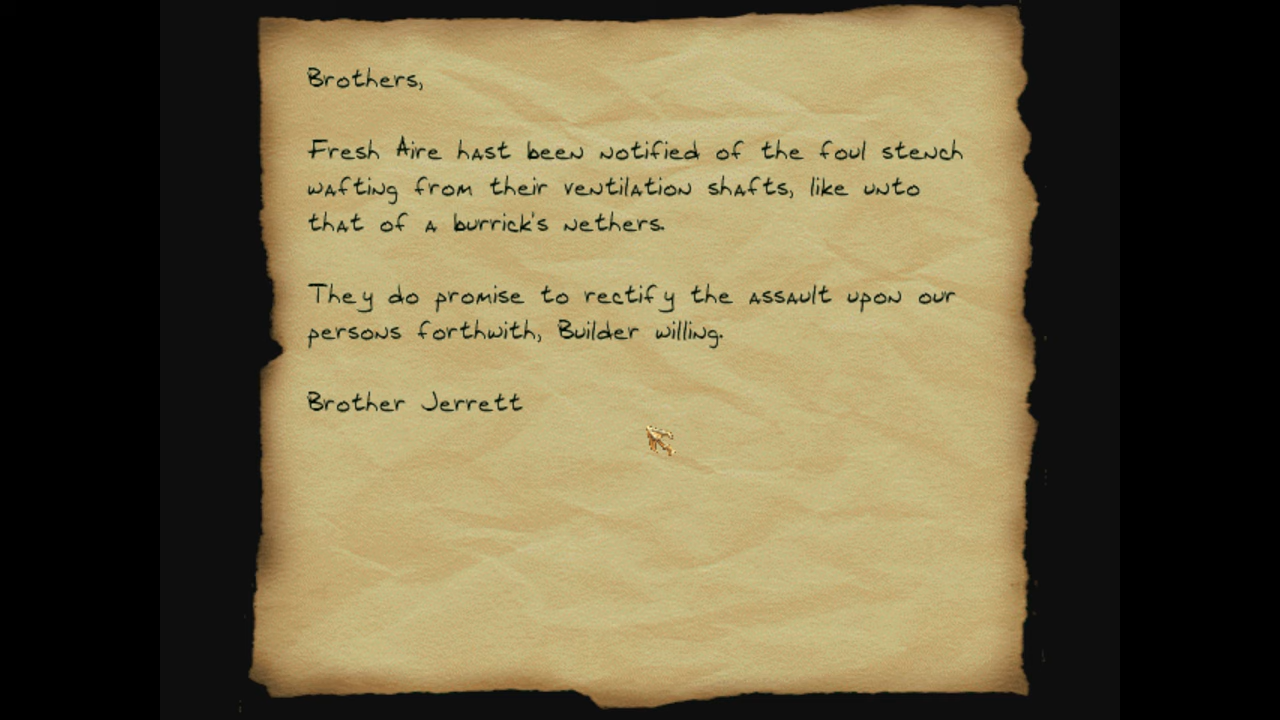 Brothers,
Fresh Aire hast been notified of the foul stench
wafting from their ventilation shafts, like unto
that of a burrick's nethers.
They do promise to rectify the assault upon our
persons forthwith, Builder willing.
Brother Jerrett